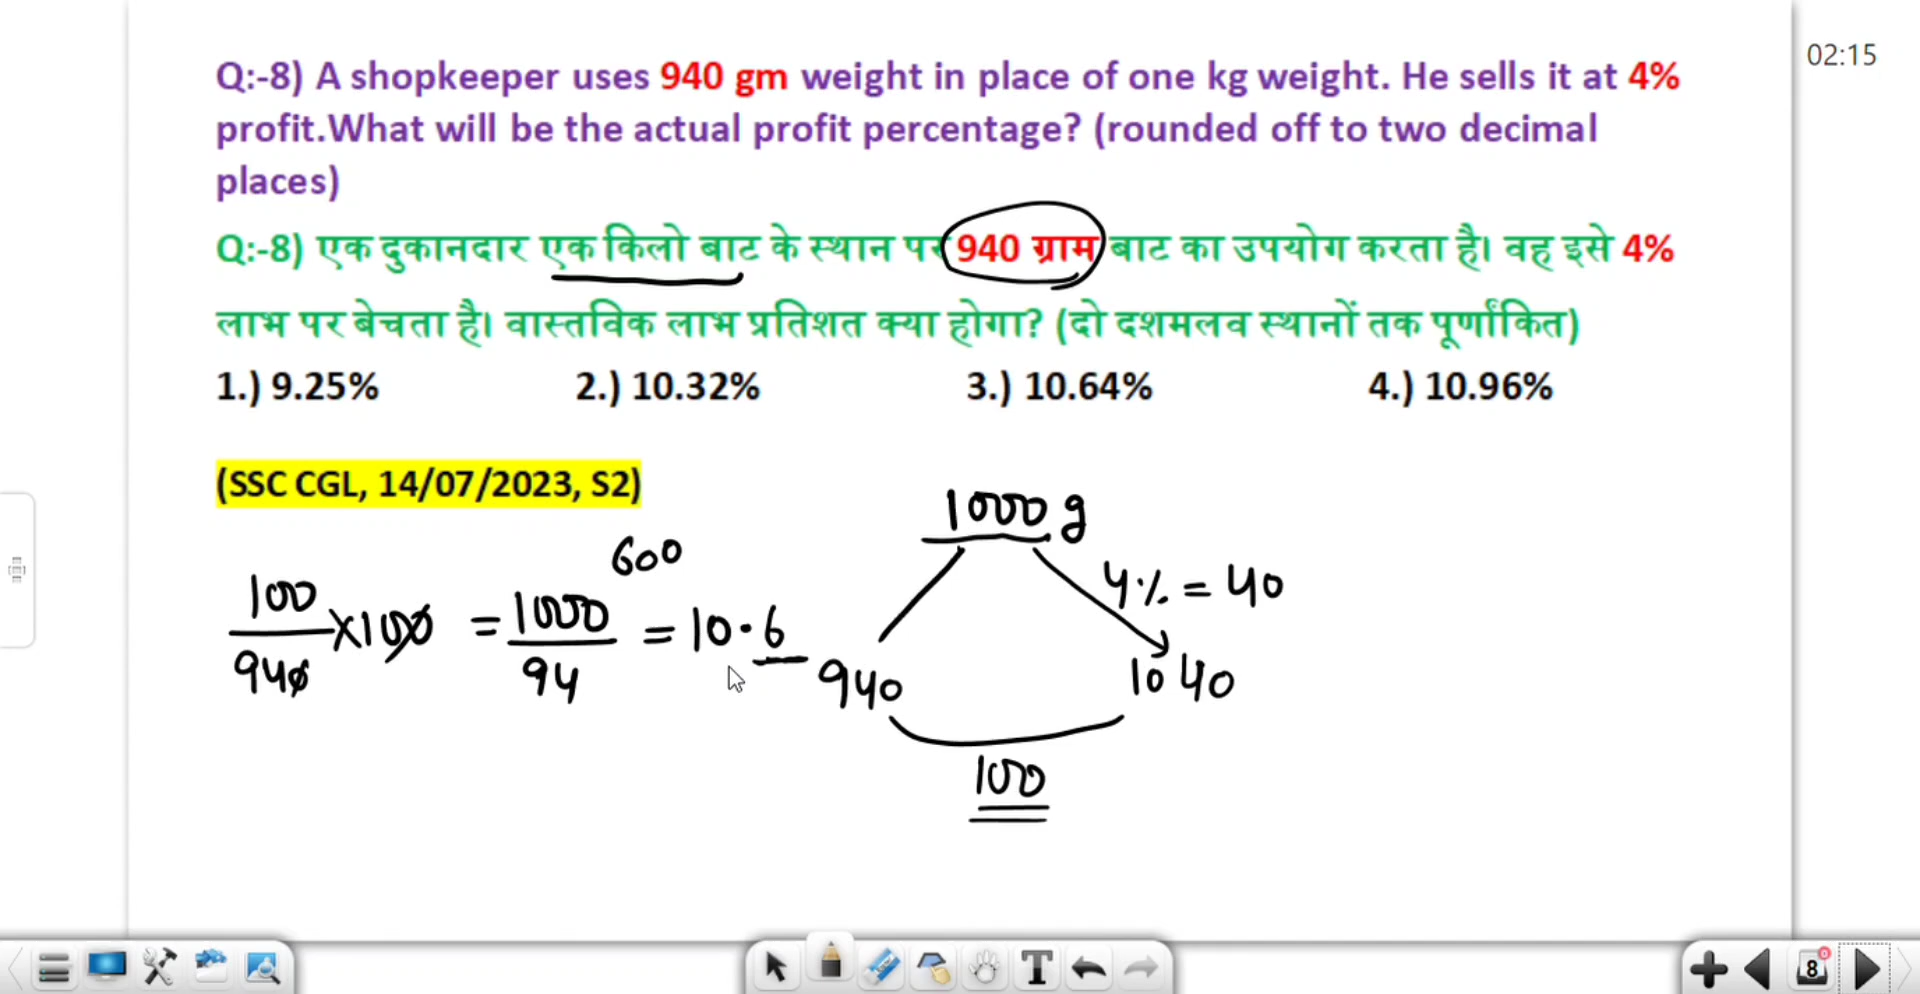 02:15
Q:-8) A shopkeeper uses 940 gm weight in place of one kg weight. He sells it at 4%
profit.What will be the actual profit percentage? (rounded off to two decimal
places)
Q:-8) एक दुकानदार एक किलो बाट के स्थान पर 940 ग्राम बाट का उपयोग करता है। वह इसे 4%
लाभ पर बेचता है। वास्तविक लाभ प्रतिशत क्या होगा? (दो दशमलव स्थानों तक पूर्णांकित)
1.) 9.25% 2.) 10.32% 3.) 10.64% 4.) 10.96%
(SSC CGL, 14/07/2023, S2)
1000 g
600
4% = 40
100/940 ×100 = 1000/94 = 10.6
940 1040
100
T
8
0